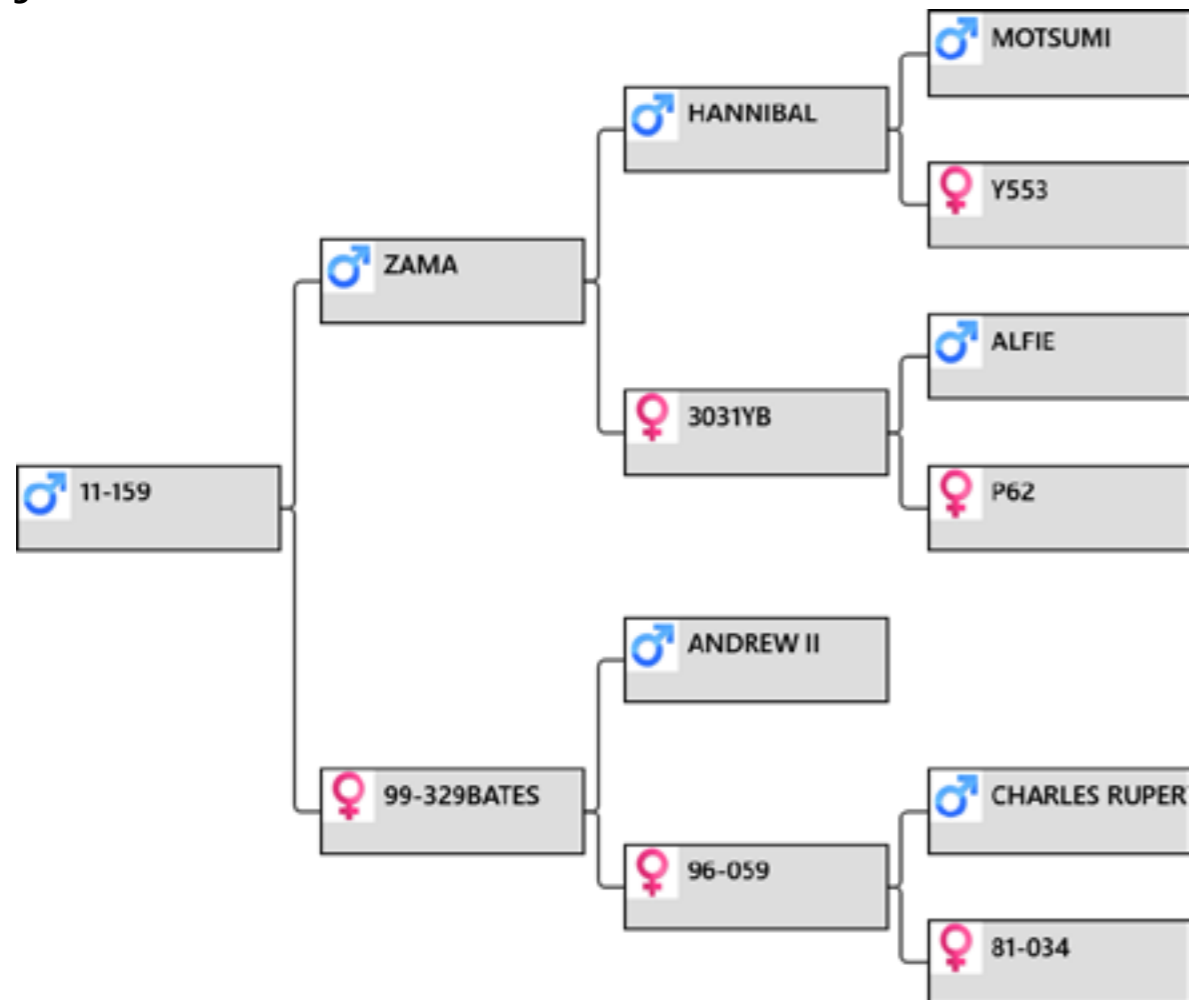 MOTSUMI
HANNIBAL
Y553
ZAMA
ALFIE
3031YB
P62
11-159
ANDREW II
99-329BATES
CHARLES RUPER
96-059
81-034